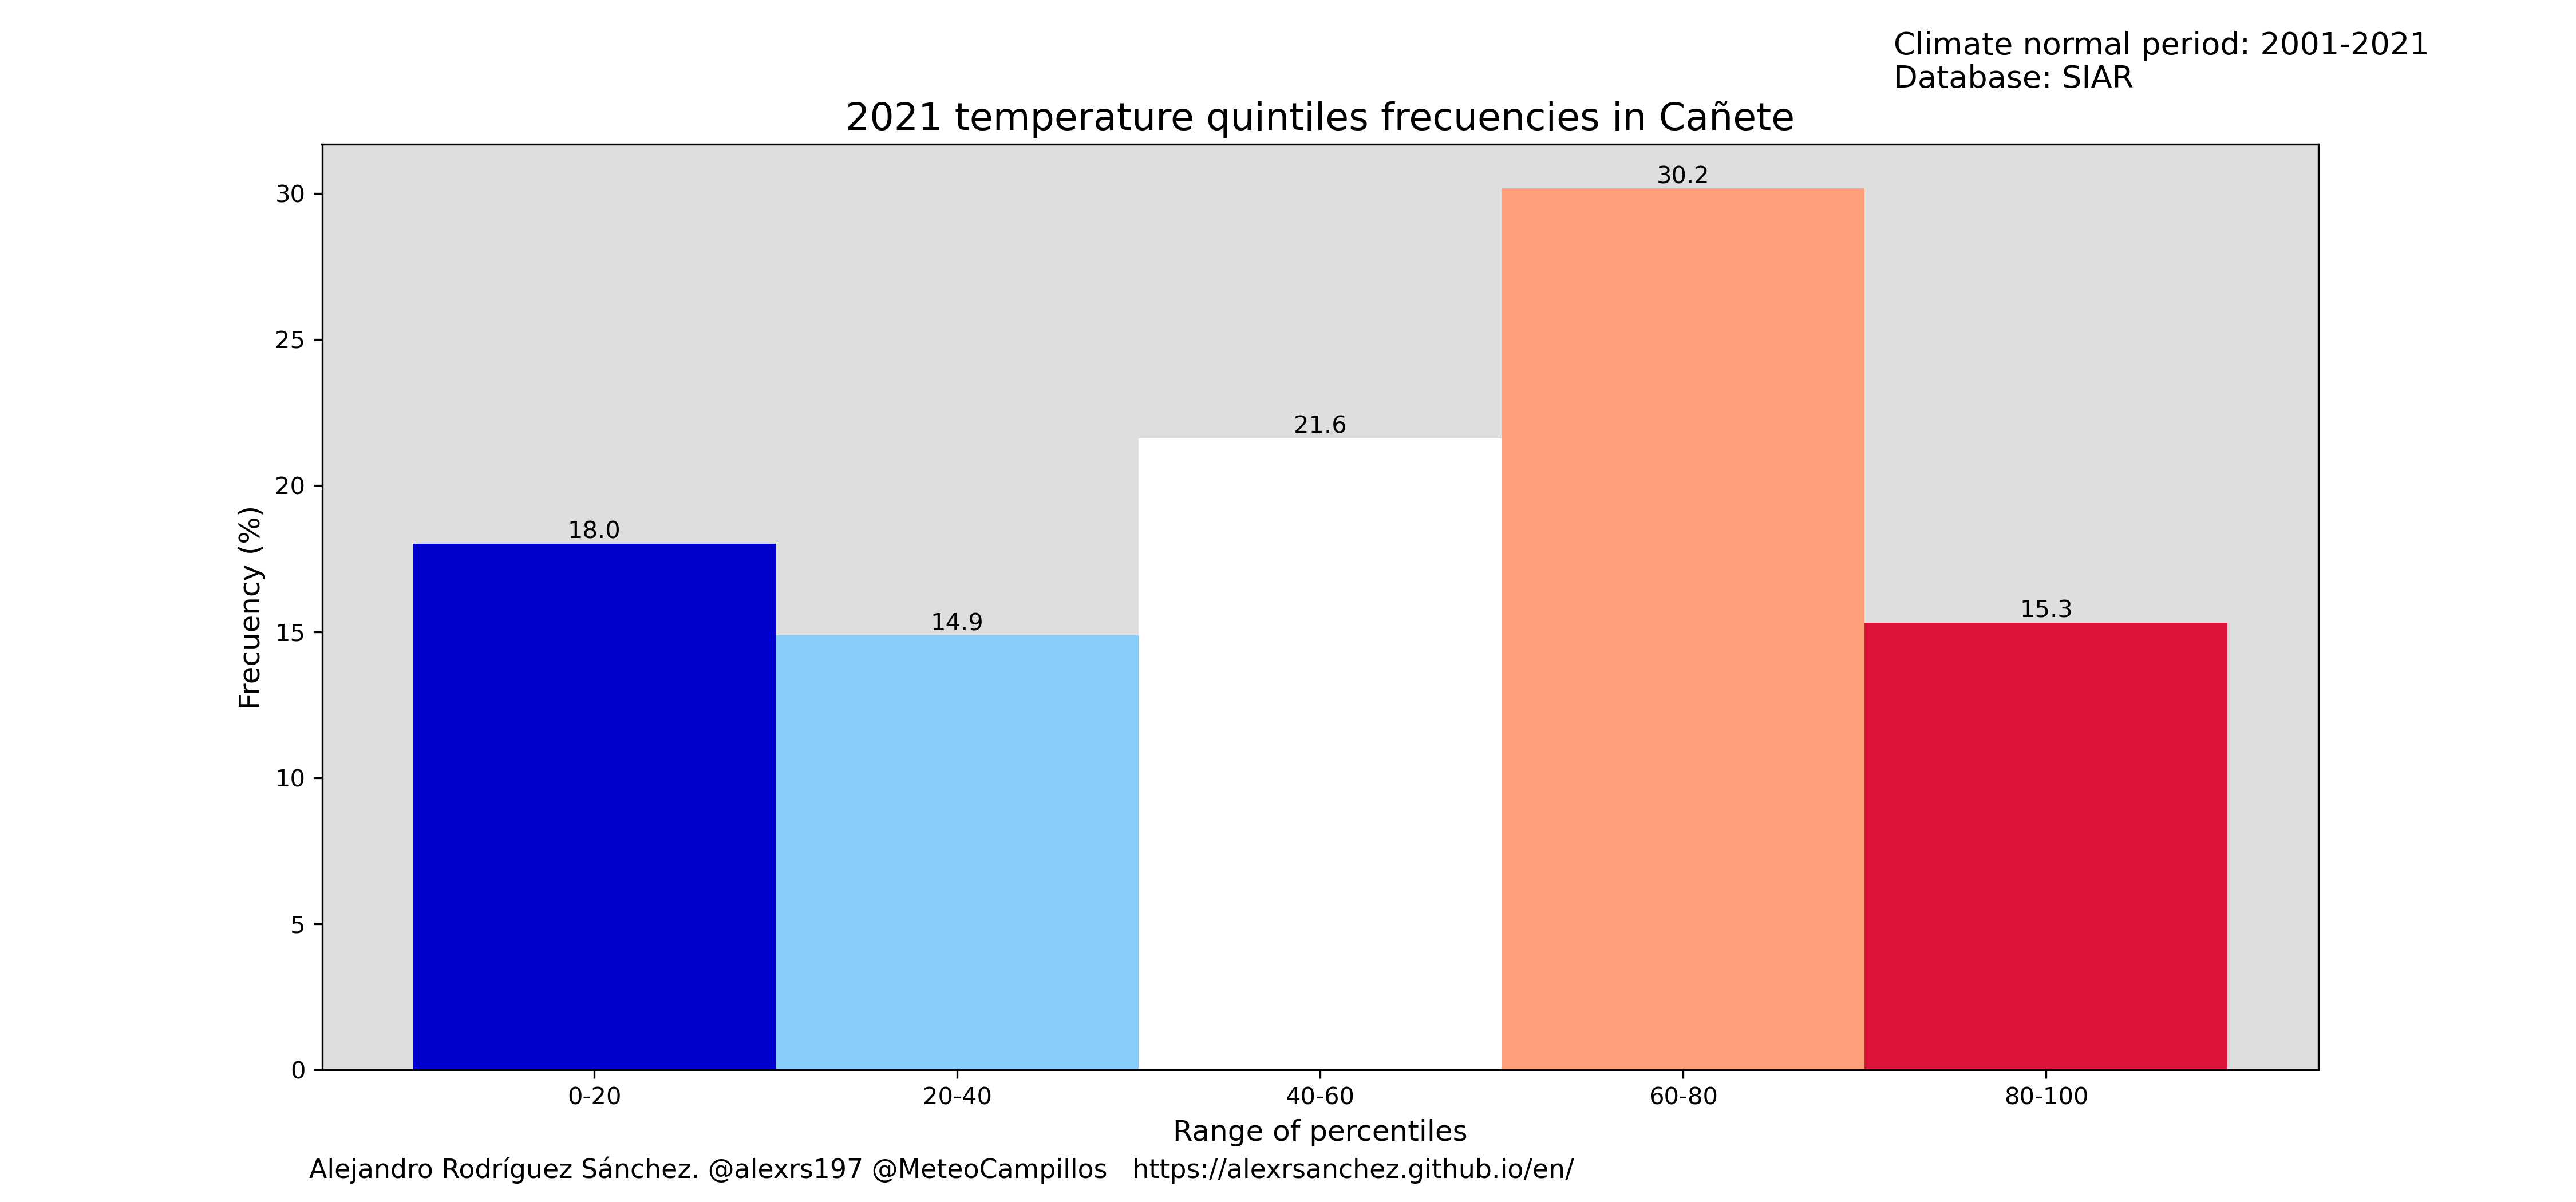 Climate normal period: 2001-2021
Database: SIAR
2021 temperature quintiles frecuencies in Cañete
30
25
20
15
10
5
0
Frecuency (%)
18.0
14.9
21.6
30.2
15.3
0-20
20-40
40-60
60-80
80-100
Range of percentiles
Alejandro Rodríguez Sánchez. @alexrs197 @MeteoCampillos https://alexrsanchez.github.io/en/